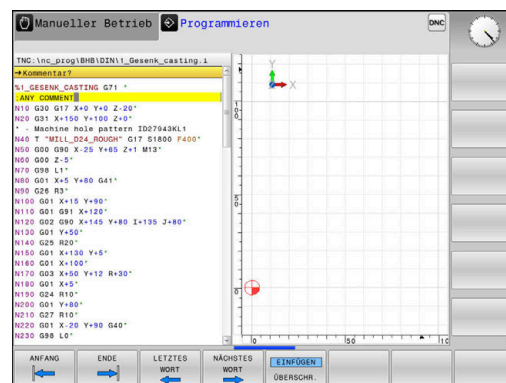 Manueller Betrieb
Programmieren
DNC
TNC:\nc_prog\BHB\DIN\1_Gesenk_casting.i
→Kommentar?
%1_GESENK_CASTING G71 *
;ANY COMMENT
N10 G30 G17 X+0 Y+0 Z-20*
N20 G31 X+150 Y+100 Z+0*
* - Machine hole pattern ID27943KL1
N40 T "MILL_D24_ROUGH" G17 S1800 F400*
N50 G00 G90 X-25 Y+65 Z+1 M13*
N60 G00 Z-5*
N70 G98 L1*
N80 G01 X+5 Y+80 G41*
N90 G26 R3*
N100 G01 X+15 Y+90*
N110 G01 G91 X+120*
N120 G02 G90 X+145 Y+80 I+135 J+80*
N130 G01 Y+50*
N140 G25 R20*
N150 G01 X+130 Y+5*
N160 G01 X+100*
N170 G03 X+50 Y+12 R+30*
N180 G01 X+5*
N190 G24 R10*
N200 G01 Y+80*
N210 G27 R10*
N220 G01 X-20 Y+90 G40*
N230 G98 L0*
Y
X
100
50
0
0
50
ANFANG
ENDE
LETZTES
WORT
NÄCHSTES
WORT
EINFÜGEN
ÜBERSCHR.